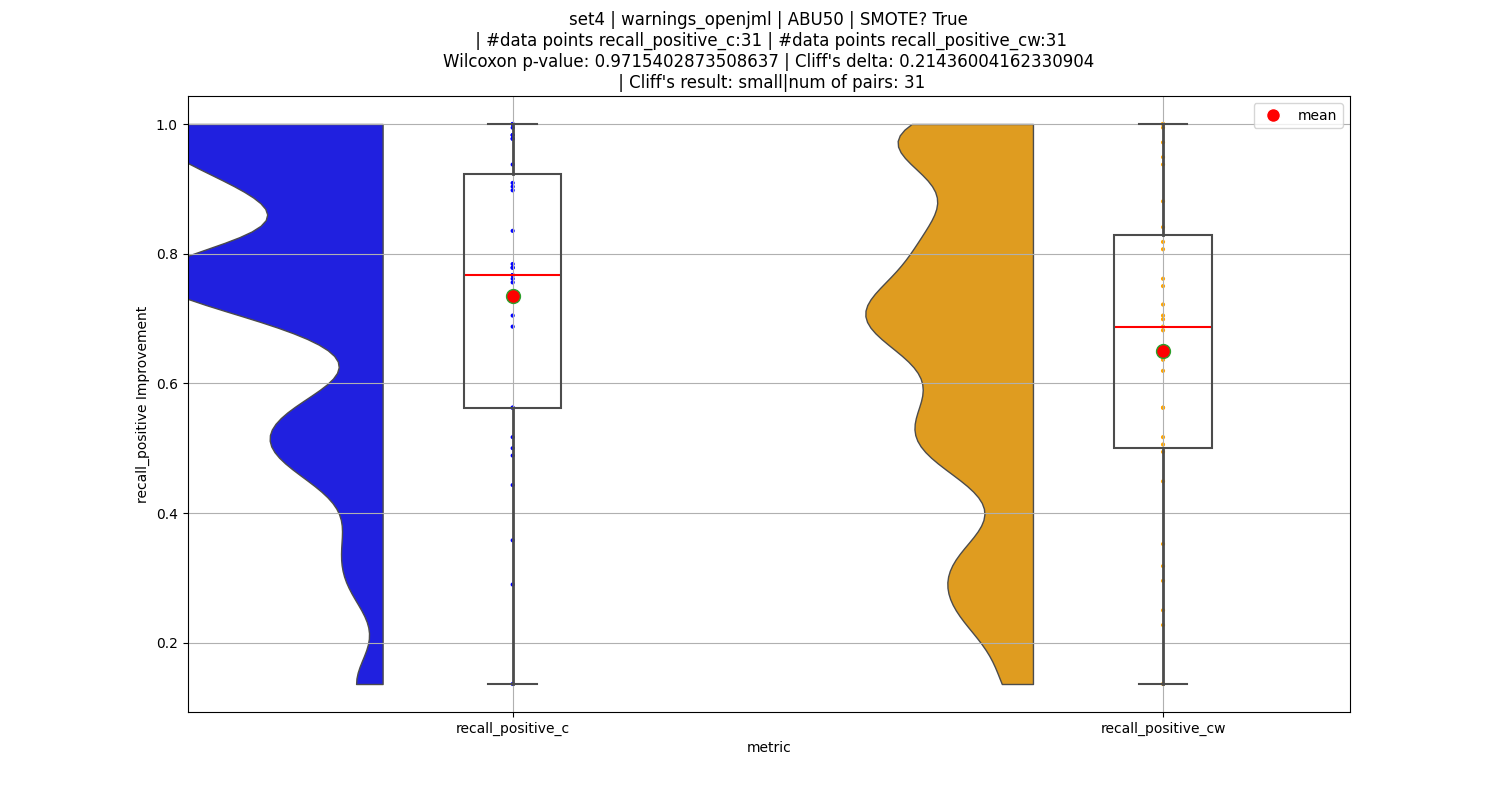 set4 | warnings_openjml | ABU50 | SMOTE? True
| #data points recall_positive_c:31 | #data points recall_positive_cw:31
Wilcoxon p-value: 0.9715402873508637 | Cliff's delta: 0.21436004162330904
| Cliff's result: small|num of pairs: 31
mean
1.0
0.8
0.6
0.4
0.2
recall_positive Improvement
recall_positive_c
recall_positive_cw
metric